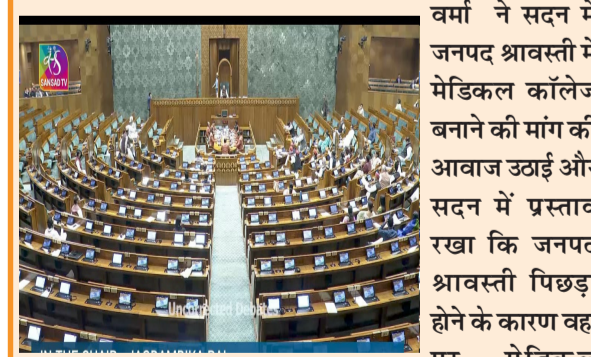 SANSAD TV
Uncorrected Debates
IN THE CHAIR - JAGDAMBIKA PAL
वर्मा ने सदन में
जनपद श्रावस्ती में
मेडिकल कॉलेज
बनाने की मांग की
आवाज उठाई और
सदन में प्रस्ताव
रखा कि जनपद
श्रावस्ती पिछड़ा
होने के कारण वहां